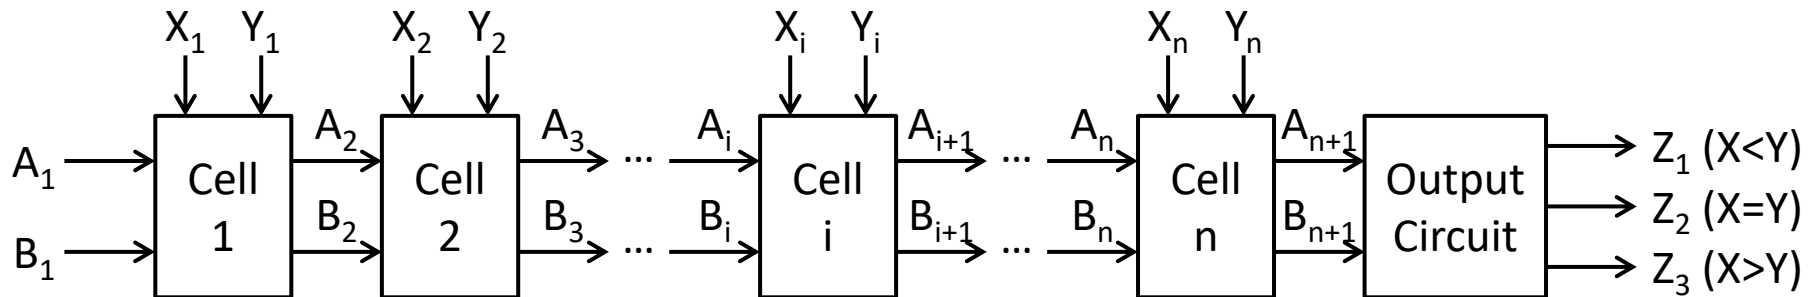 X₁ Y₁ X₂ Y₂ Xᵢ Yᵢ Xₙ Yₙ
A₁ A₂ A₃ ... Aᵢ Aᵢ₊₁ ... Aₙ Aₙ₊₁ Z₁ (X<Y)
Cell Cell Cell Cell Output Z₂ (X=Y)
1 2 i n Circuit
B₁ B₂ B₃ ... Bᵢ Bᵢ₊₁ ... Bₙ Bₙ₊₁ Z₃ (X>Y)